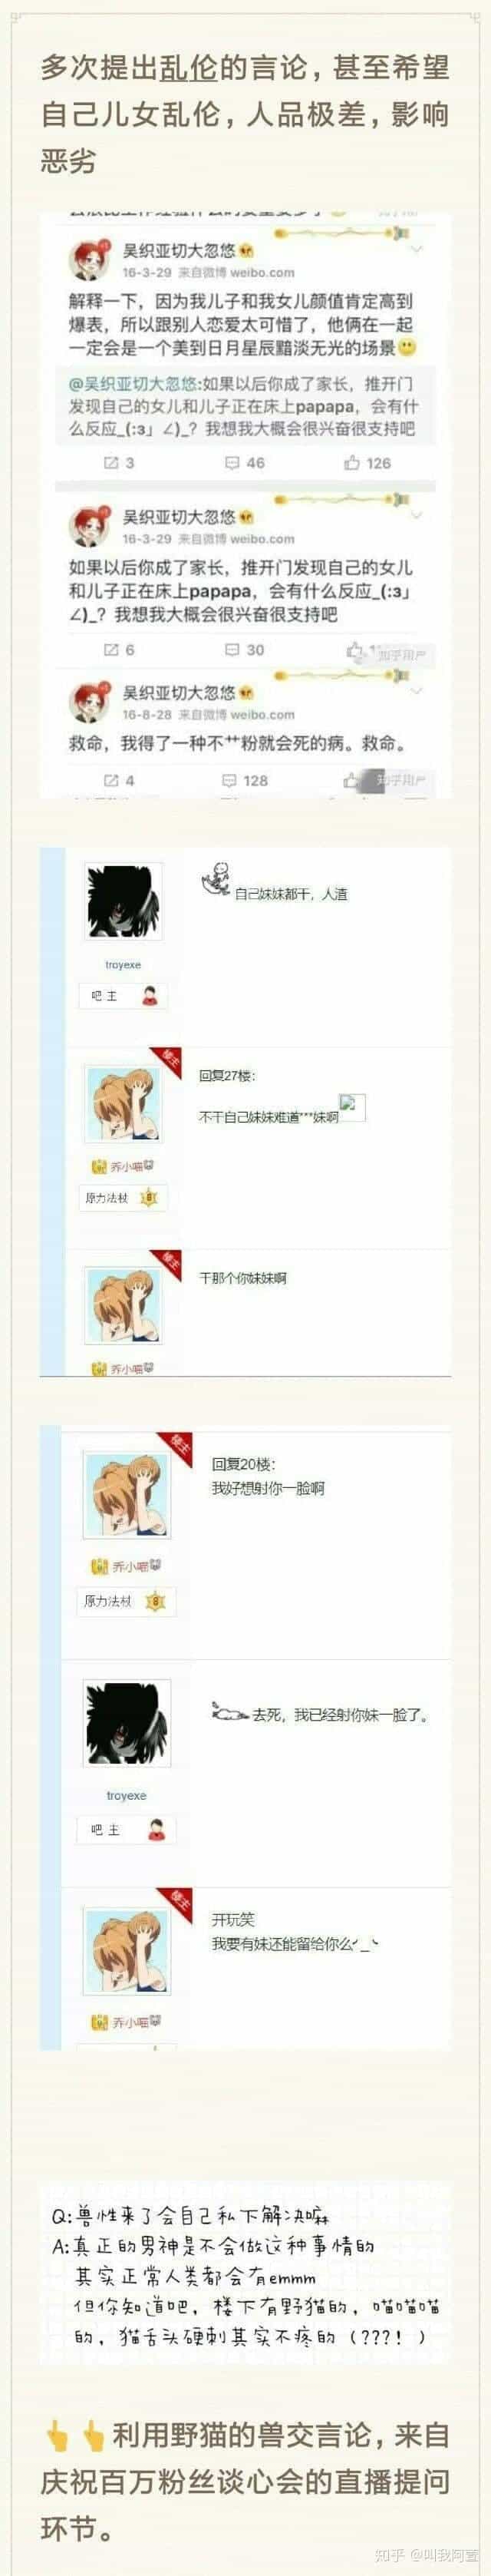 多次提出乱伦的言论，甚至希望
自己儿女乱伦，人品极差，影响
恶劣
吴织亚切大忽悠
16-3-29 来自微博 weibo.com
解释一下，因为我儿子和我女儿颜值肯定高到
爆表，所以跟别人恋爱太可惜了，他俩在一起
一定会是一个美到日月星辰黯淡无光的场景😶
@吴织亚切大忽悠:如果以后你成了家长，推开门
发现自己的女儿和儿子正在床上papapa，会有什
么反应_(:з」∠)_？我想我大概会很兴奋很支持吧
3 46 126
吴织亚切大忽悠
16-3-29 来自微博 weibo.com
如果以后你成了家长，推开门发现自己的女儿
和儿子正在床上papapa，会有什么反应_(:з」
∠)_？我想我大概会很兴奋很支持吧
6 30
知乎用户
吴织亚切大忽悠
16-8-28 来自微博 weibo.com
救命，我得了一种不艹粉就会死的病。救命。
4 128
知乎用户
自己妹妹都干，人渣
troyexe
吧主
楼主
回复27楼：
不干自己妹妹难道***妹啊
乔小喵
原力法杖 8
楼主
干那个你妹妹啊
乔小喵
楼主
回复20楼：
我好想射你一脸啊
乔小喵
原力法杖 8
去死，我已经射你妹一脸了。
troyexe
吧主
楼主
开玩笑
我要有妹还能留给你么╯_╰
乔小喵
Q:兽性来了会自己私下解决嘛
A:真正的男神是不会做这种事情的
其实正常人类都会有emmm
但你知道吧，楼下有野猫的，喵喵喵
的，猫舌头硬刺其实不疼的（???！）
👆👆利用野猫的兽交言论，来自
庆祝百万粉丝谈心会的直播提问
环节。
知乎 @叫我阿壹